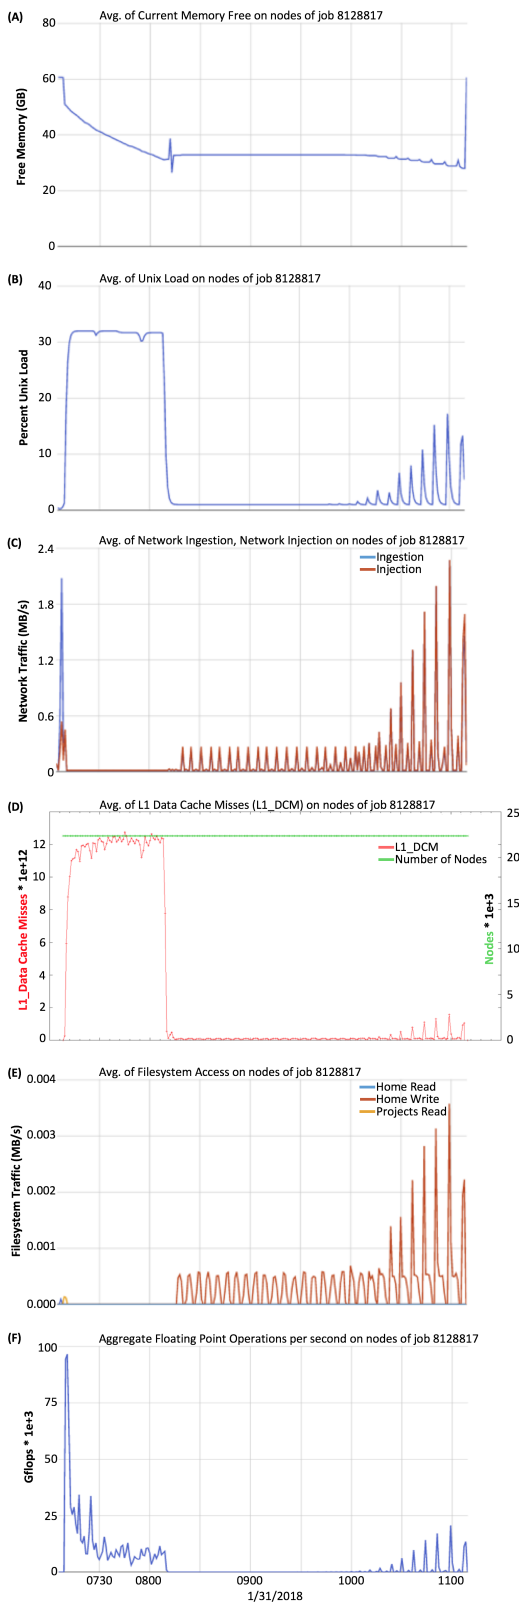 (A) Avg. of Current Memory Free on nodes of job 8128817
80
60
40
20
0
Free Memory (GB)
(B) Avg. of Unix Load on nodes of job 8128817
40
30
20
10
0
Percent Unix Load
(C) Avg. of Network Ingestion, Network Injection on nodes of job 8128817
2.4
Ingestion
Injection
1.8
1.2
0.6
0
Network Traffic (MB/s)
(D) Avg. of L1 Data Cache Misses (L1_DCM) on nodes of job 8128817
25
12
L1_DCM
Number of Nodes
20
10
8
15
6
10
4
5
2
0
0
L1_Data Cache Misses * 1e+12
Nodes * 1e+3
(E) Avg. of Filesystem Access on nodes of job 8128817
0.004
Home Read
Home Write
Projects Read
0.003
0.002
0.001
0.000
Filesystem Traffic (MB/s)
(F) Aggregate Floating Point Operations per second on nodes of job 8128817
100
75
50
25
0
Gflops * 1e+3
0730 0800 0900 1000 1100
1/31/2018